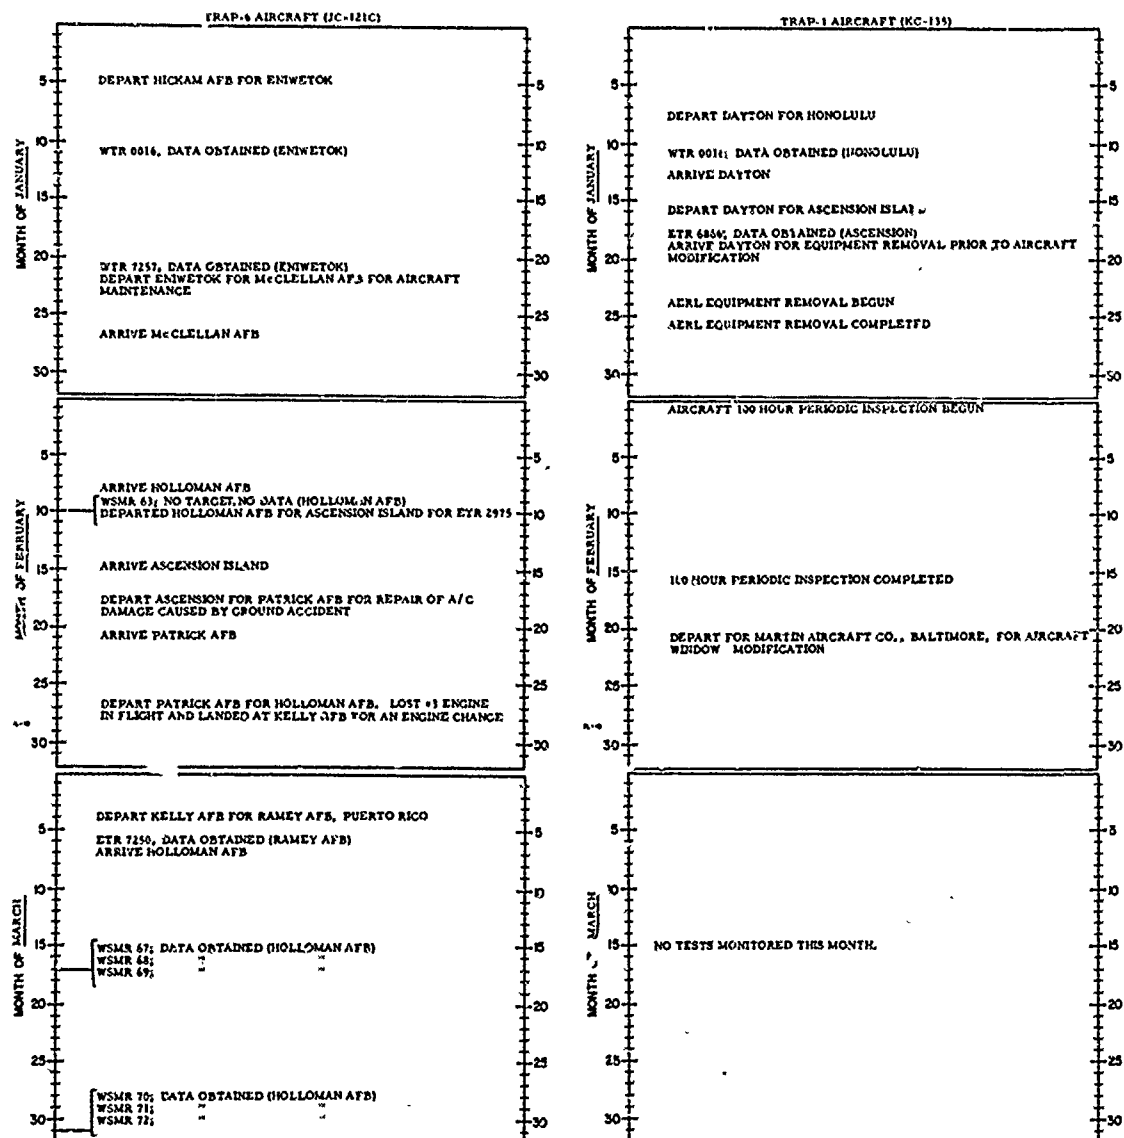 TRAP-6 AIRCRAFT (JC-121C)
MONTH OF JANUARY
5
10
15
20
25
30
5
10
15
20
25
30
DEPART HICKAM AFB FOR ENIWETOK
WTR 0016, DATA OBTAINED (ENIWETOK)
WTR 7257, DATA OBTAINED (ENIWETOK)
DEPART ENIWETOK FOR McCLELLAN AFB FOR AIRCRAFT
MAINTENANCE
ARRIVE McCLELLAN AFB
MONTH OF FEBRUARY
5
10
15
20
25
30
5
10
15
20
25
30
ARRIVE HOLLOMAN AFB
WSMR 63; NO TARGET, NO DATA (HOLLOMAN AFB)
DEPARTED HOLLOMAN AFB FOR ASCENSION ISLAND FOR ETR 2975
ARRIVE ASCENSION ISLAND
DEPART ASCENSION FOR PATRICK AFB FOR REPAIR OF A/C
DAMAGE CAUSED BY GROUND ACCIDENT
ARRIVE PATRICK AFB
DEPART PATRICK AFB FOR HOLLOMAN AFB. LOST #3 ENGINE
IN FLIGHT AND LANDED AT KELLY AFB FOR AN ENGINE CHANGE
MONTH OF MARCH
5
10
15
20
25
30
5
10
15
20
25
30
DEPART KELLY AFB FOR RAMEY AFB, PUERTO RICO
ETR 7250, DATA OBTAINED (RAMEY AFB)
ARRIVE HOLLOMAN AFB
WSMR 67; DATA OBTAINED (HOLLOMAN AFB)
WSMR 68; " "
WSMR 69; " "
WSMR 70; DATA OBTAINED (HOLLOMAN AFB)
WSMR 71; " "
WSMR 72; " "
TRAP-1 AIRCRAFT (KC-135)
MONTH OF JANUARY
5
10
15
20
25
30
5
10
15
20
25
30
DEPART DAYTON FOR HONOLULU
WTR DATA OBTAINED (HONOLULU)
ARRIVE DAYTON
DEPART DAYTON FOR ASCENSION
ETR DATA OBTAINED (ASCENSION)
ARRIVE DAYTON FOR EQUIPMENT REMOVAL PRIOR TO AIRCRAFT
MODIFICATION
AERL EQUIPMENT REMOVAL BEGUN
AERL EQUIPMENT REMOVAL COMPLETED
MONTH OF FEBRUARY
5
10
15
20
25
30
5
10
15
20
25
30
AIRCRAFT 100 HOUR PERIODIC INSPECTION BEGUN
100 HOUR PERIODIC INSPECTION COMPLETED
DEPART FOR MARTIN AIRCRAFT CO., BALTIMORE, FOR AIRCRAFT
WINDOW MODIFICATION
MONTH MARCH
5
10
15
20
25
30
5
10
15
20
25
30
NO TESTS MONITORED THIS MONTH.